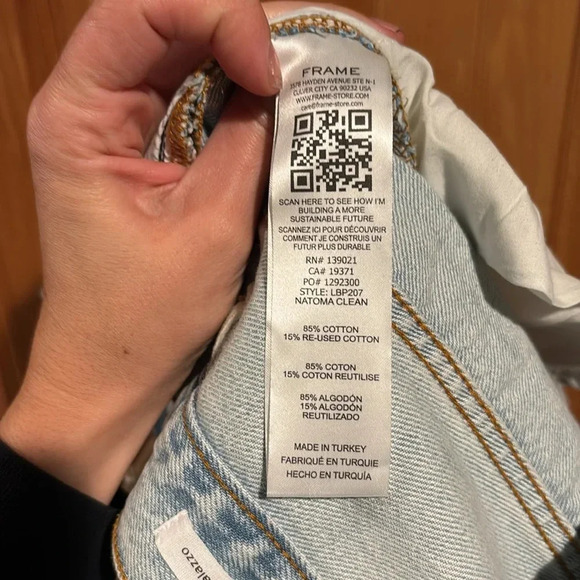 FRAME
3578 HAYDEN AVENUE STE N-1
CULVER CITY CA 90232 USA
WWW.FRAME-STORE.COM
care@frame-store.com
SCAN HERE TO SEE HOW I'M
BUILDING A MORE
SUSTAINABLE FUTURE
SCANNEZ ICI POUR DÉCOUVRIR
COMMENT JE CONSTRUIS UN
FUTUR PLUS DURABLE
RN# 139021
CA# 19371
PO# 1292300
STYLE: LBP207
NATOMA CLEAN
85% COTTON
15% RE-USED COTTON
85% COTON
15% COTON REUTILISE
85% ALGODÓN
15% ALGODÓN
REUTILIZADO
MADE IN TURKEY
FABRIQUÉ EN TURQUIE
HECHO EN TURQUÍA
alazzo